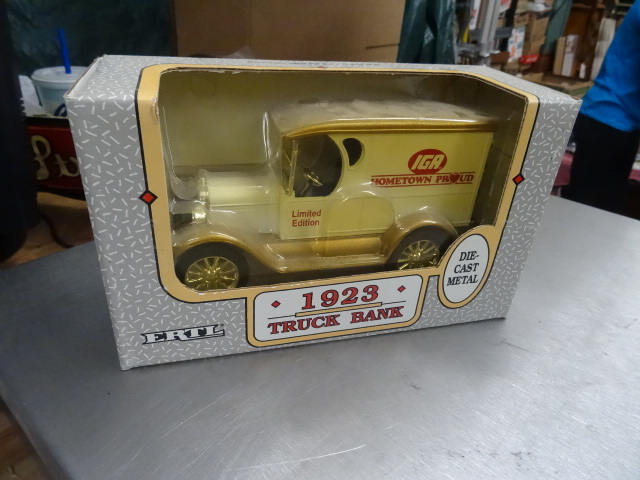 IGA
HOMETOWN PROUD
Limited
Edition
DIE-
CAST
METAL
1923
TRUCK BANK
ERTL